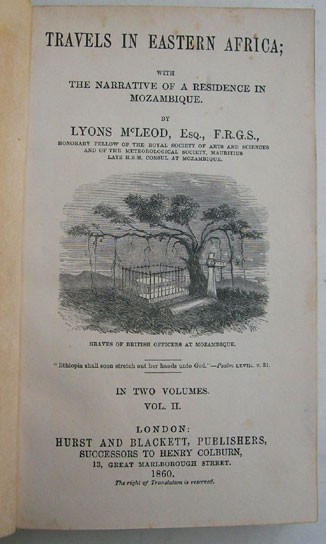 TRAVELS IN EASTERN AFRICA;
WITH
THE NARRATIVE OF A RESIDENCE IN
MOZAMBIQUE.
BY
LYONS McLEOD, Esq., F.R.G.S.,
HONORARY FELLOW OF THE ROYAL SOCIETY OF ARTS AND SCIENCES
AND OF THE METEOROLOGICAL SOCIETY, MAURITIUS
LATE H.B.M. CONSUL AT MOZAMBIQUE.
GRAVES OF BRITISH OFFICERS AT MOZAMBIQUE.
"Ethiopia shall soon stretch out her hands unto God."—Psalm LXVIII. v. 31.
IN TWO VOLUMES.
VOL. II.
LONDON:
HURST AND BLACKETT, PUBLISHERS,
SUCCESSORS TO HENRY COLBURN,
13, GREAT MARLBOROUGH STREET.
1860.
The right of Translation is reserved.